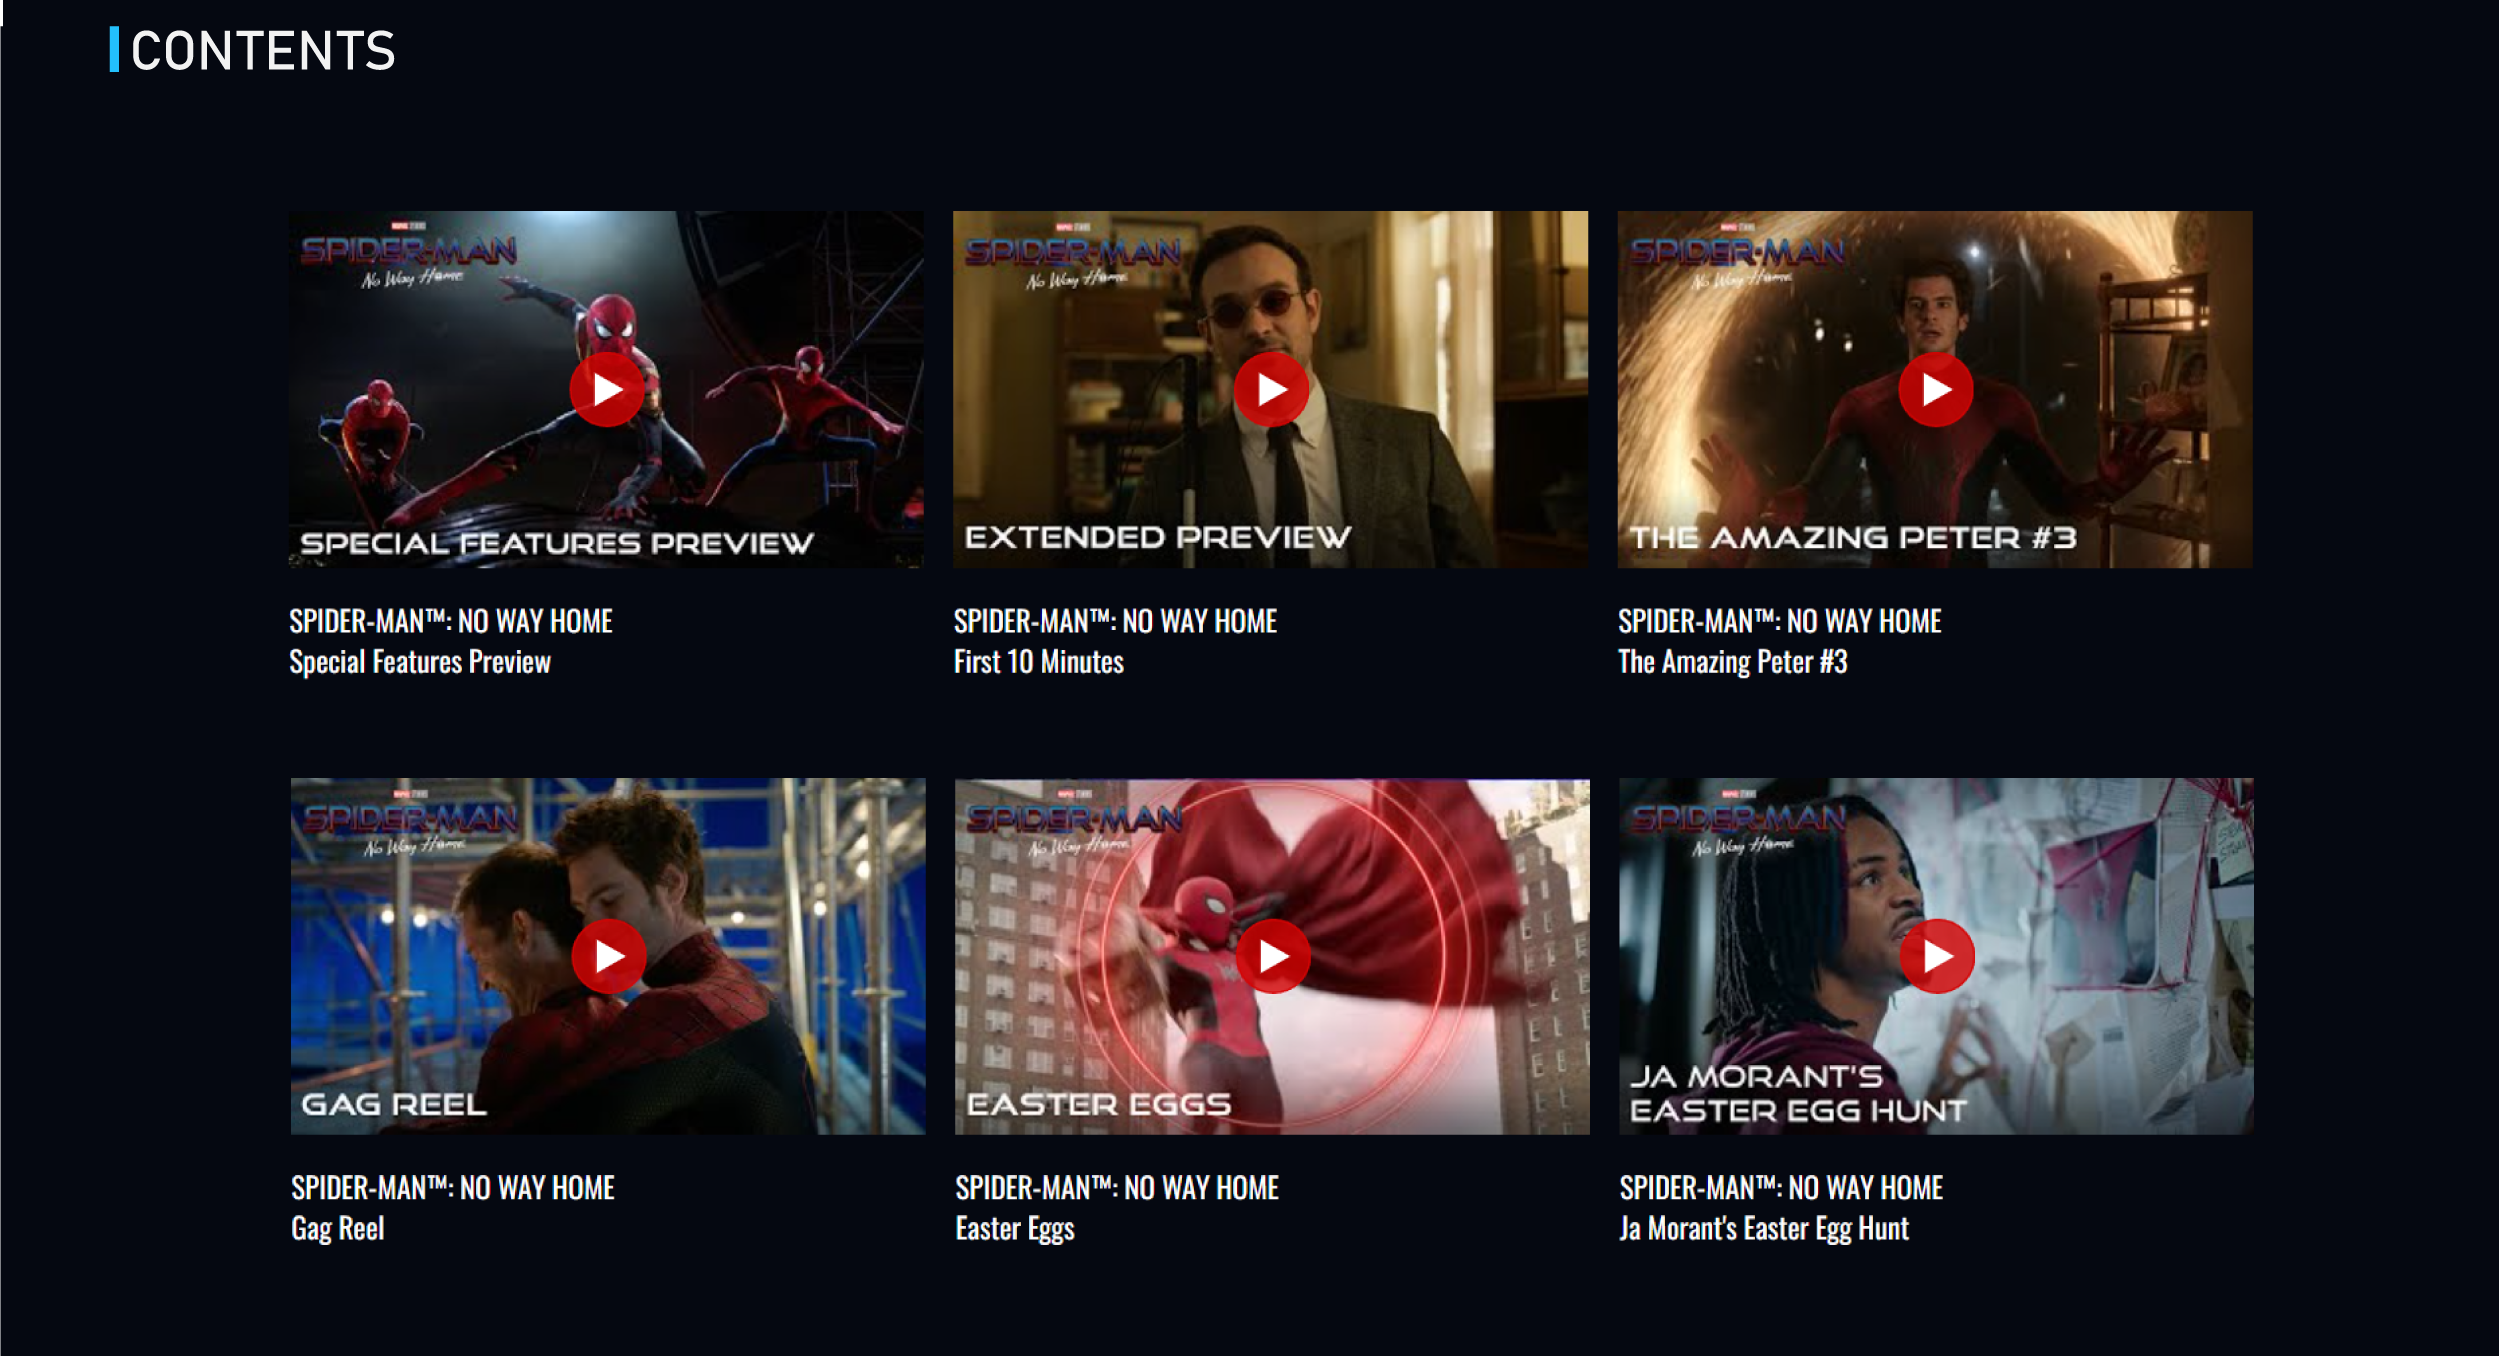 CONTENTS
SPIDER-MAN
No Way Home
SPECIAL FEATURES PREVIEW
SPIDER-MAN
No Way Home
EXTENDED PREVIEW
SPIDER-MAN
No Way Home
THE AMAZING PETER #3
SPIDER-MAN™: NO WAY HOME
Special Features Preview
SPIDER-MAN™: NO WAY HOME
First 10 Minutes
SPIDER-MAN™: NO WAY HOME
The Amazing Peter #3
SPIDER-MAN
No Way Home
GAG REEL
SPIDER-MAN
No Way Home
EASTER EGGS
SPIDER-MAN
No Way Home
JA MORANT'S
EASTER EGG HUNT
SPIDER-MAN™: NO WAY HOME
Gag Reel
SPIDER-MAN™: NO WAY HOME
Easter Eggs
SPIDER-MAN™: NO WAY HOME
Ja Morant's Easter Egg Hunt